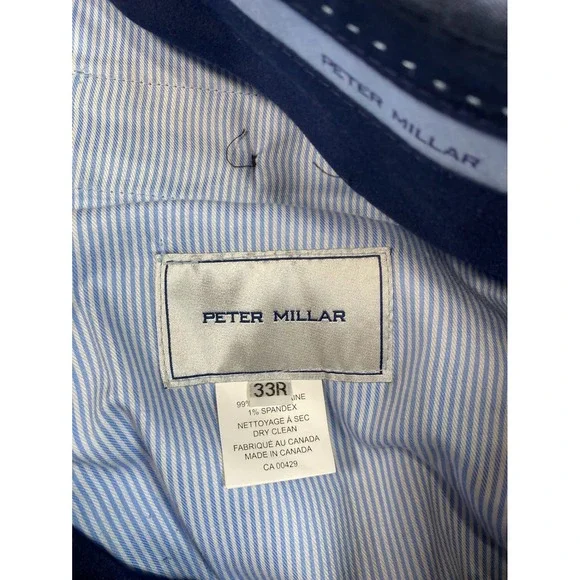 PETER MILLAR
PETER MILLAR
33R
99%
1% SPANDEX
NETTOYAGE À SEC
DRY CLEAN
FABRIQUÉ AU CANADA
MADE IN CANADA
CA 00429